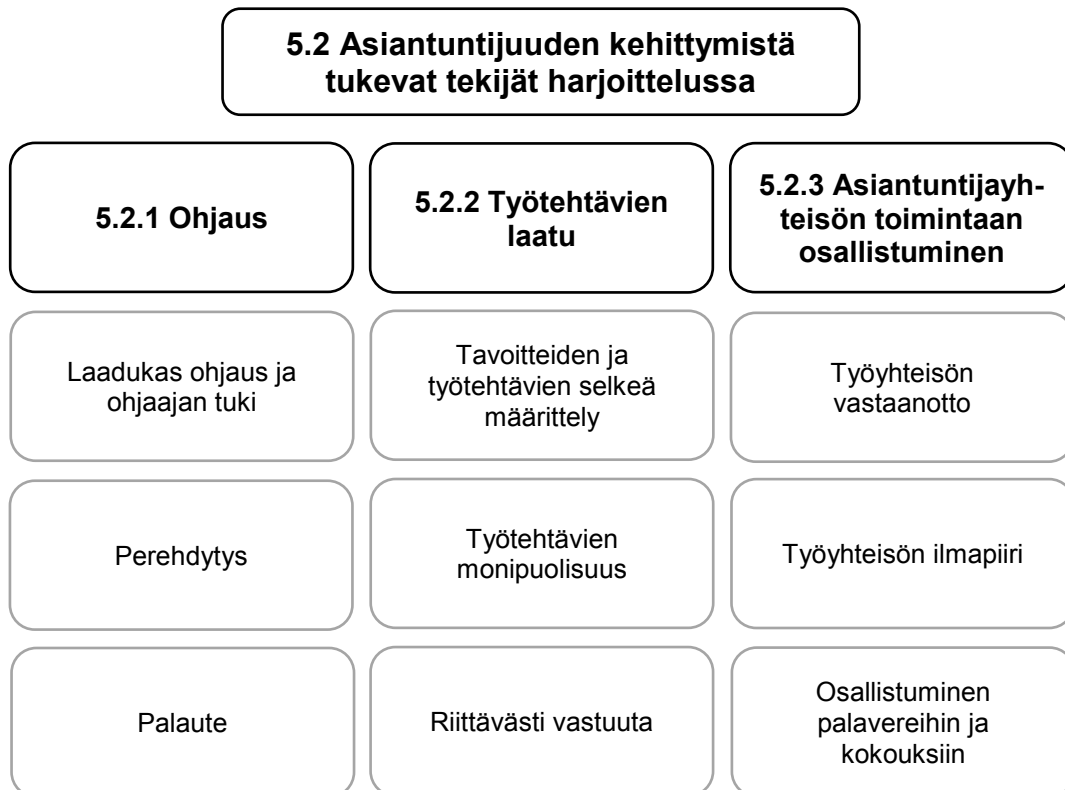 5.2 Asiantuntijuuden kehittymistä
tukevat tekijät harjoittelussa
5.2.1 Ohjaus
5.2.2 Työtehtävien
laatu
5.2.3 Asiantuntijayh-
teisön toimintaan
osallistuminen
Laadukas ohjaus ja
ohjaajan tuki
Tavoitteiden ja
työtehtävien selkeä
määrittely
Työyhteisön
vastaanotto
Perehdytys
Työtehtävien
monipuolisuus
Työyhteisön ilmapiiri
Palaute
Riittävästi vastuuta
Osallistuminen
palavereihin ja
kokouksiin